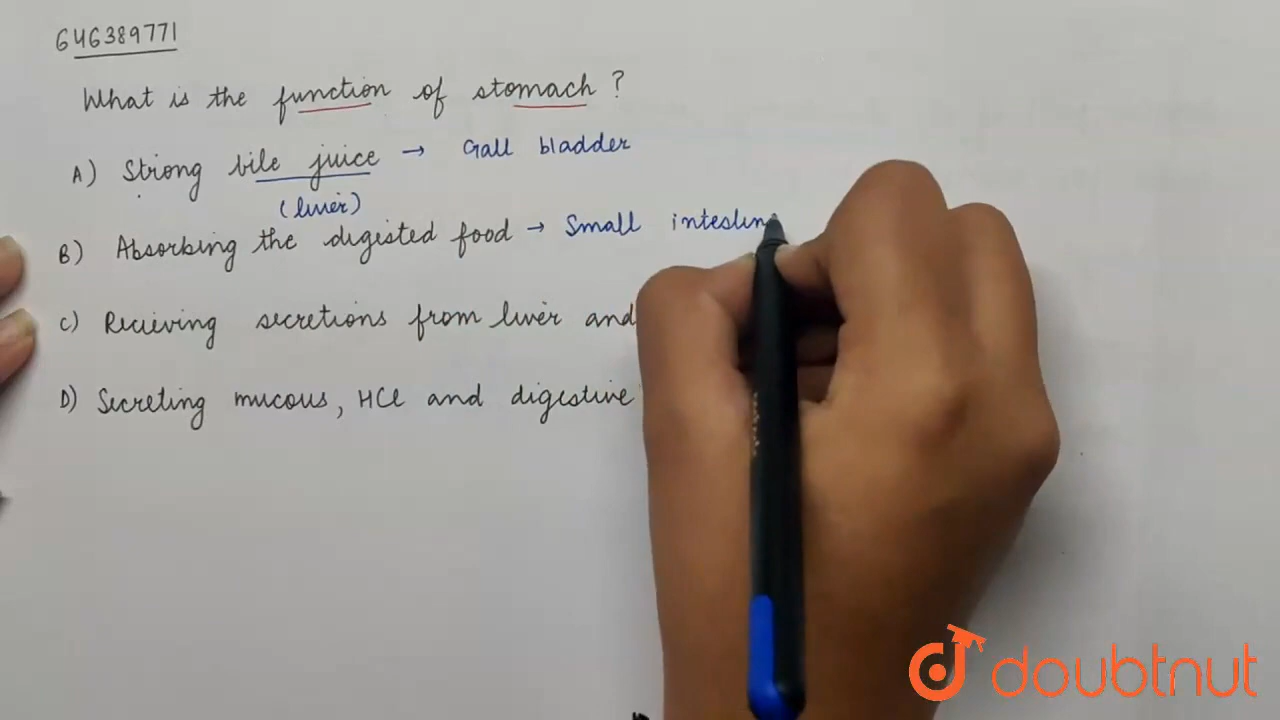 646389771
What is the function of stomach ?
A) Strong bile juice → Gall bladder
(liver)
B) Absorbing the digested food → Small intestin
C) Recieving secretions from liver and
D) Secreting mucous, HCl and digestive
doubtnut